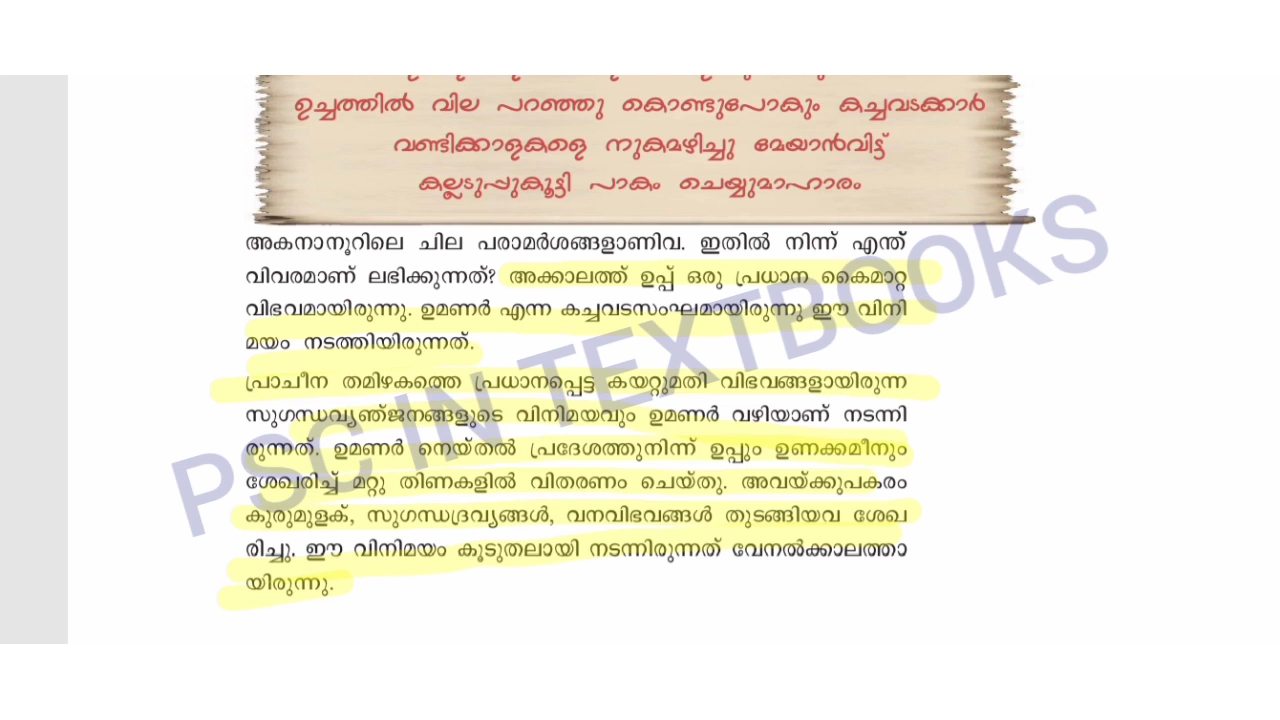 ഉച്ചത്തിൽ വില പറഞ്ഞു കൊണ്ടുപോകും കച്ചവടക്കാർ
വണ്ടിക്കാളകളെ നുകമഴിച്ചു മേയാൻവിട്ട്
കല്ലടുപ്പുകൂട്ടി പാകം ചെയ്യുമാഹാരം
അകനാനൂറിലെ ചില പരാമർശങ്ങളാണിവ. ഇതിൽ നിന്ന് എന്ത്
വിവരമാണ് ലഭിക്കുന്നത്? അക്കാലത്ത് ഉപ്പ് ഒരു പ്രധാന കൈമാറ്റ
വിഭവമായിരുന്നു. ഉമണർ എന്ന കച്ചവടസംഘമായിരുന്നു ഈ വിനി
മയം നടത്തിയിരുന്നത്.
പ്രാചീന തമിഴകത്തെ പ്രധാനപ്പെട്ട കയറ്റുമതി വിഭവങ്ങളായിരുന്ന
സുഗന്ധവ്യഞ്ജനങ്ങളുടെ വിനിമയവും ഉമണർ വഴിയാണ് നടന്നി
രുന്നത്. ഉമണർ നെയ്തൽ പ്രദേശത്തുനിന്ന് ഉപ്പും ഉണക്കമീനും
ശേഖരിച്ച് മറ്റു തിണകളിൽ വിതരണം ചെയ്തു. അവയ്ക്കുപകരം
കുരുമുളക്, സുഗന്ധദ്രവ്യങ്ങൾ, വനവിഭവങ്ങൾ തുടങ്ങിയവ ശേഖ
രിച്ചു. ഈ വിനിമയം കൂടുതലായി നടന്നിരുന്നത് വേനൽക്കാലത്താ
യിരുന്നു.
PSC IN TEXTBOOKS